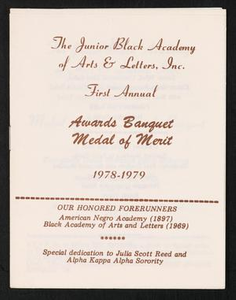 The Junior Black Academy
of Arts & Letters, Inc.
First Annual
Awards Banquet
Medal of Merit
1978-1979
OUR HONORED FORERUNNERS
American Negro Academy (1897)
Black Academy of Arts and Letters (1969)
******
Special dedication to Julia Scott Reed and
Alpha Kappa Alpha Sorority